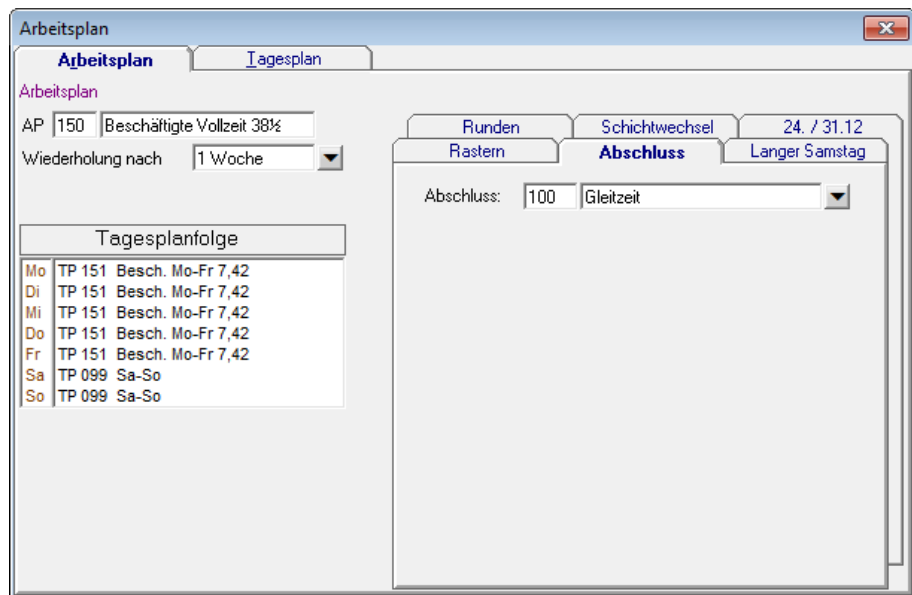 Arbeitsplan
Arbeitsplan Tagesplan
Arbeitsplan
AP 150 Beschäftigte Vollzeit 38½
Wiederholung nach 1 Woche
Runden Schichtwechsel 24. / 31.12
Rastern Abschluss Langer Samstag
Abschluss: 100 Gleitzeit
Tagesplanfolge
Mo TP 151 Besch. Mo-Fr 7,42
Di TP 151 Besch. Mo-Fr 7,42
Mi TP 151 Besch. Mo-Fr 7,42
Do TP 151 Besch. Mo-Fr 7,42
Fr TP 151 Besch. Mo-Fr 7,42
Sa TP 099 Sa-So
So TP 099 Sa-So